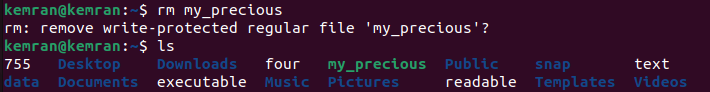 kemran@kemran:~$ rm my_precious
rm: remove write-protected regular file 'my_precious'?
kemran@kemran:~$ ls
755 Desktop Downloads four my_precious Public snap text
data Documents executable Music Pictures readable Templates Videos